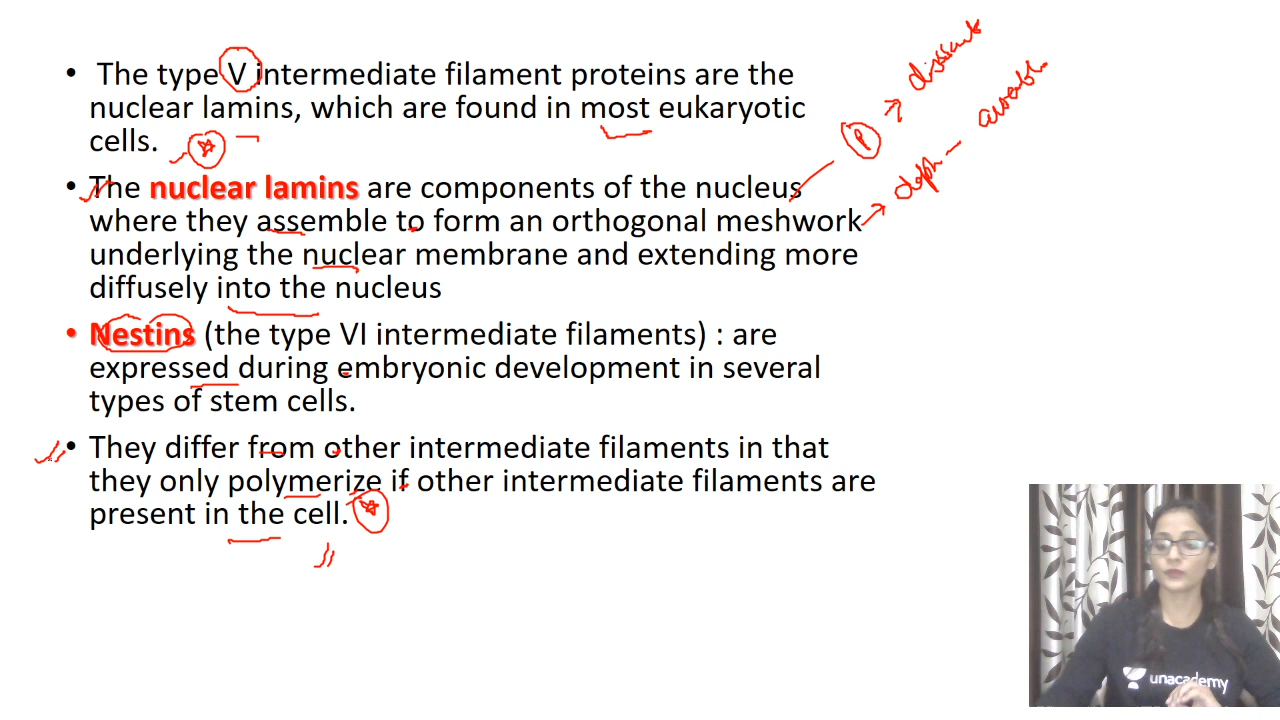 • The type V intermediate filament proteins are the
nuclear lamins, which are found in most eukaryotic
cells.
• The nuclear lamins are components of the nucleus
where they assemble to form an orthogonal meshwork
underlying the nuclear membrane and extending more
diffusely into the nucleus
• Nestins (the type VI intermediate filaments) : are
expressed during embryonic development in several
types of stem cells.
• They differ from other intermediate filaments in that
they only polymerize if other intermediate filaments are
present in the cell.
P
unacademy